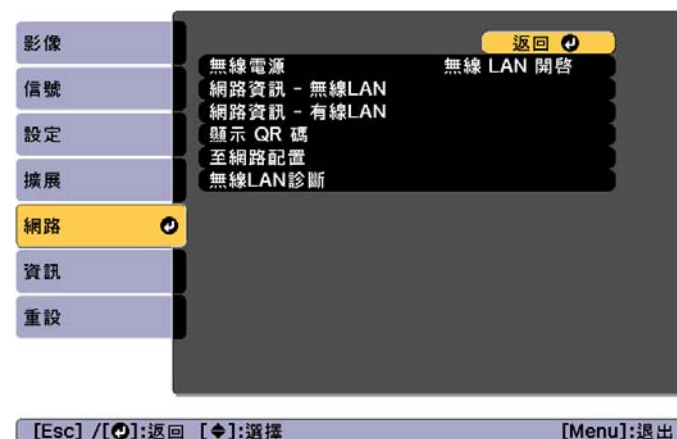 影像
信號
設定
擴展
網路
資訊
重設
返回
無線電源 無線 LAN 開啓
網路資訊 - 無線LAN
網路資訊 - 有線LAN
顯示 QR 碼
至網路配置
無線LAN診斷
[Esc] /[⏎]:返回 [◆]:選擇 [Menu]:退出